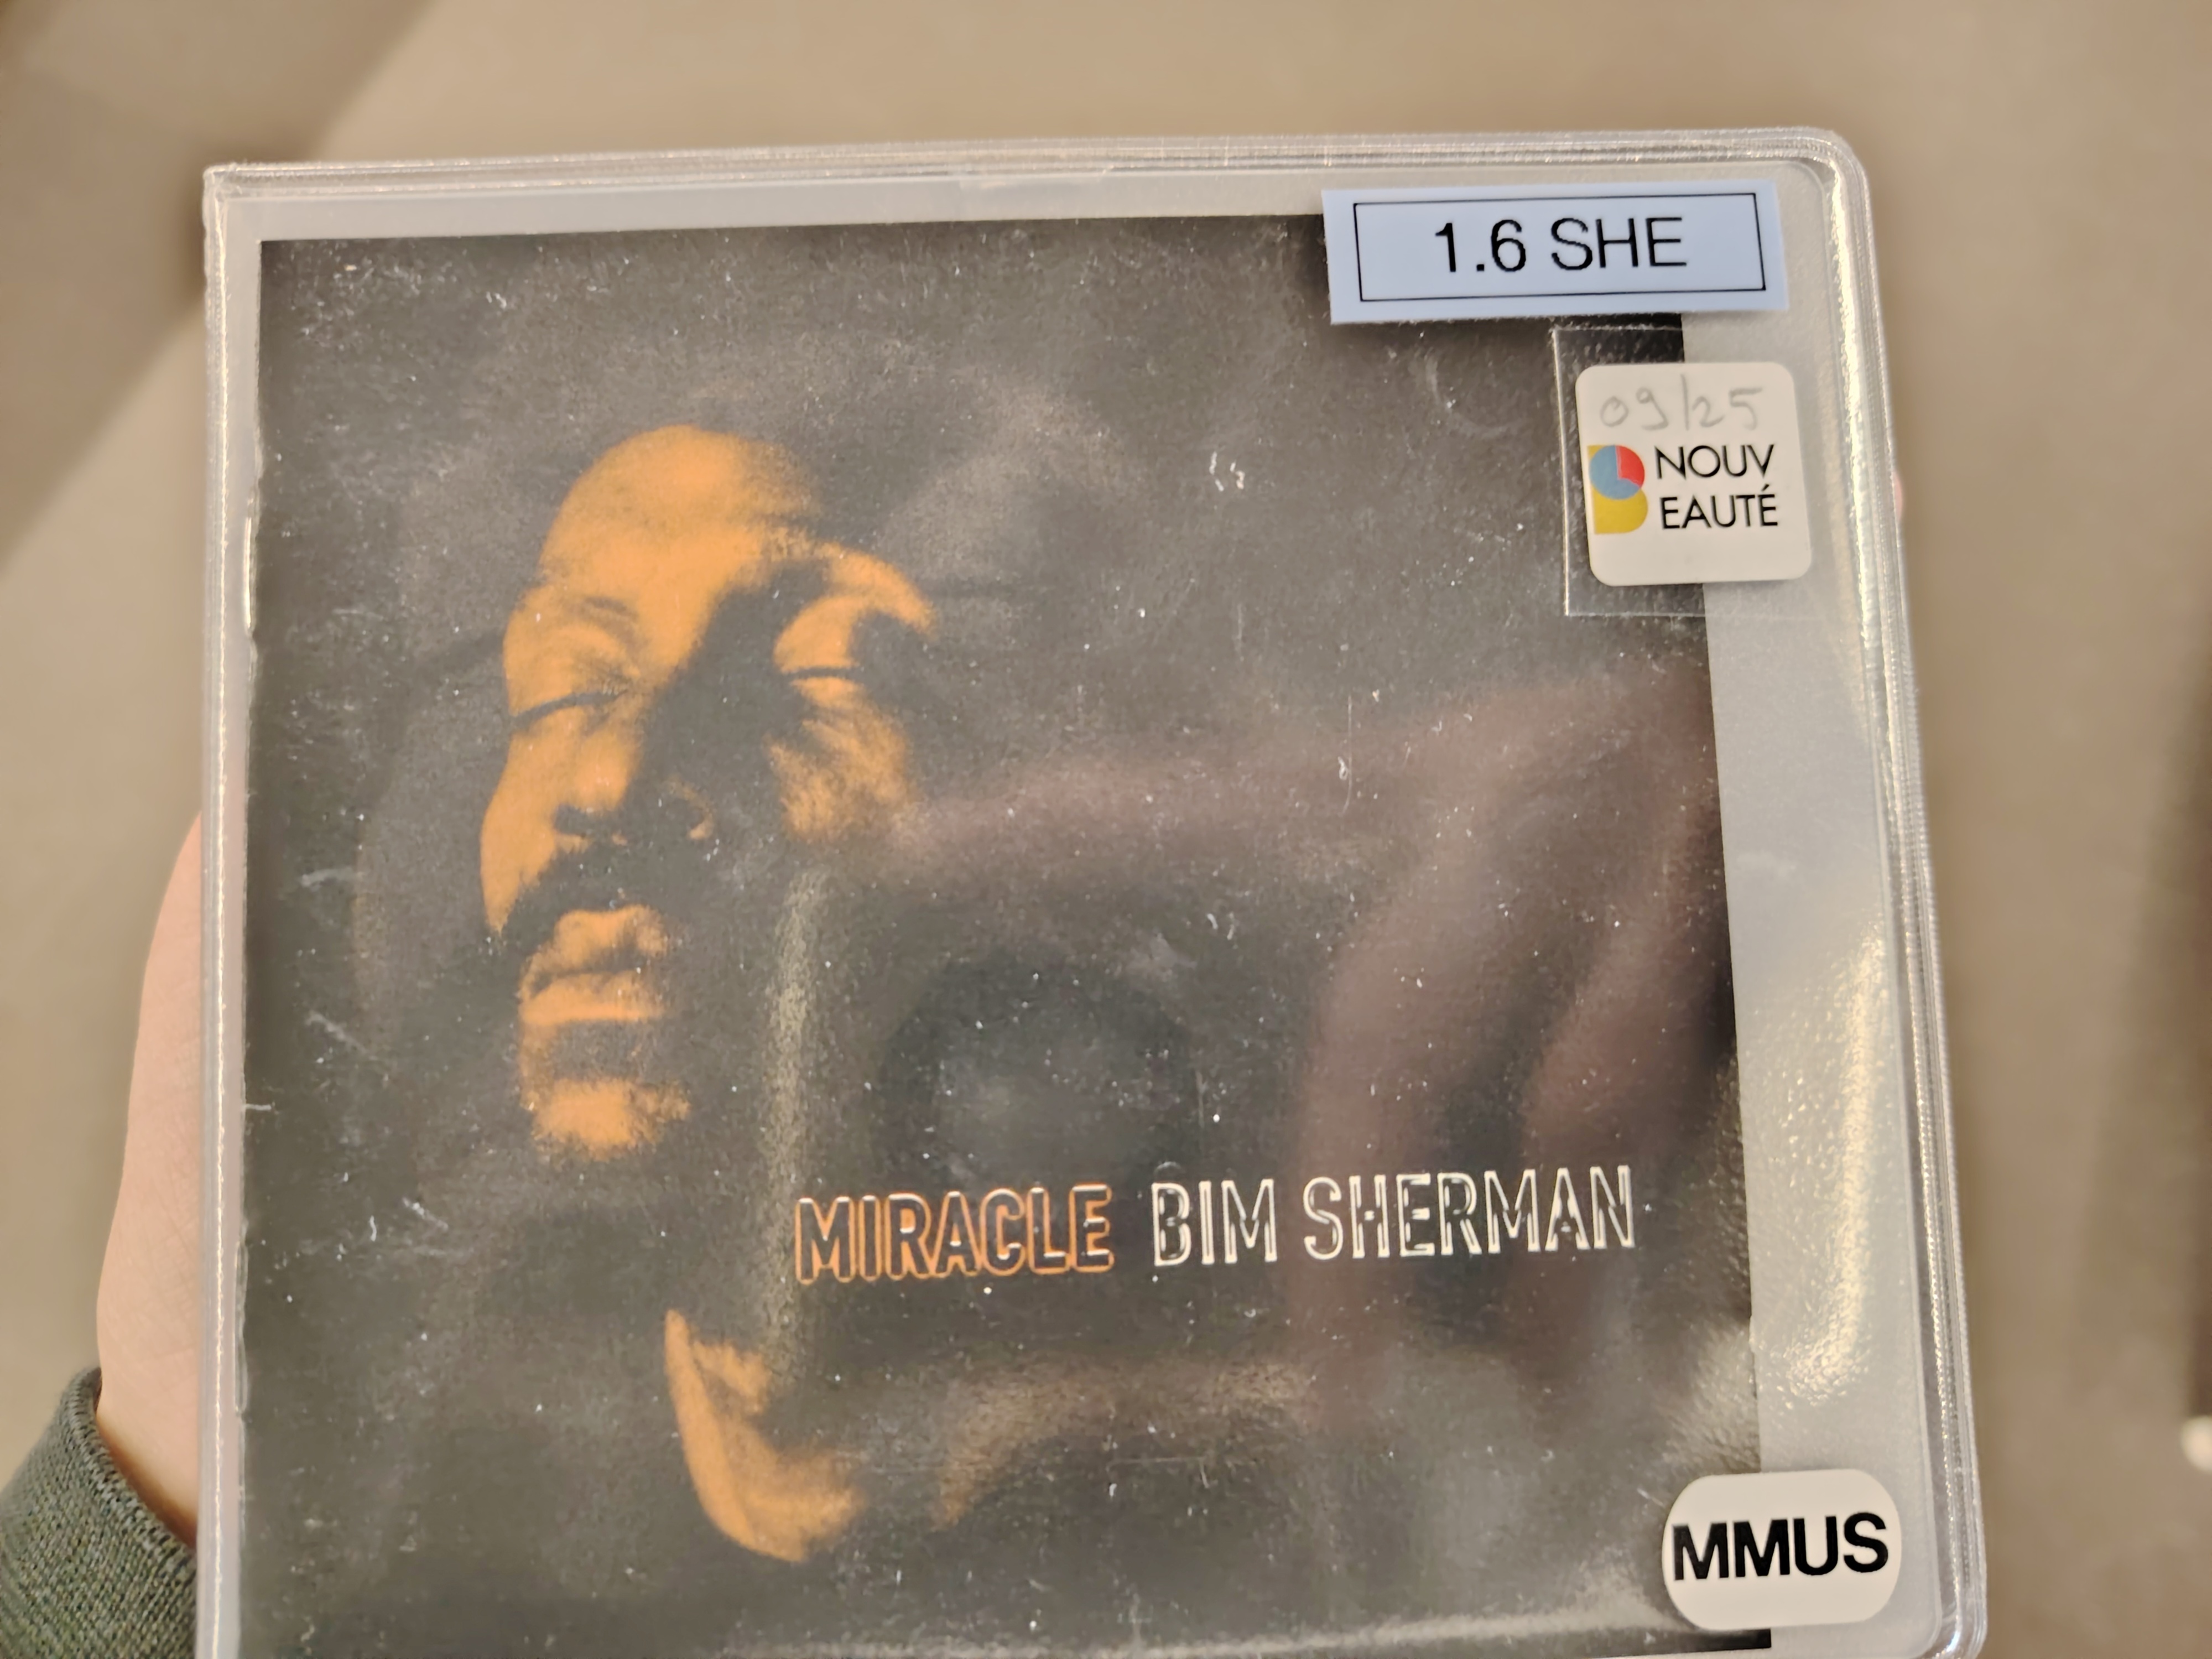 1.6 SHE
09/25
NOUV
EAUTÉ
MIRACLE BIM SHERMAN
MMUS